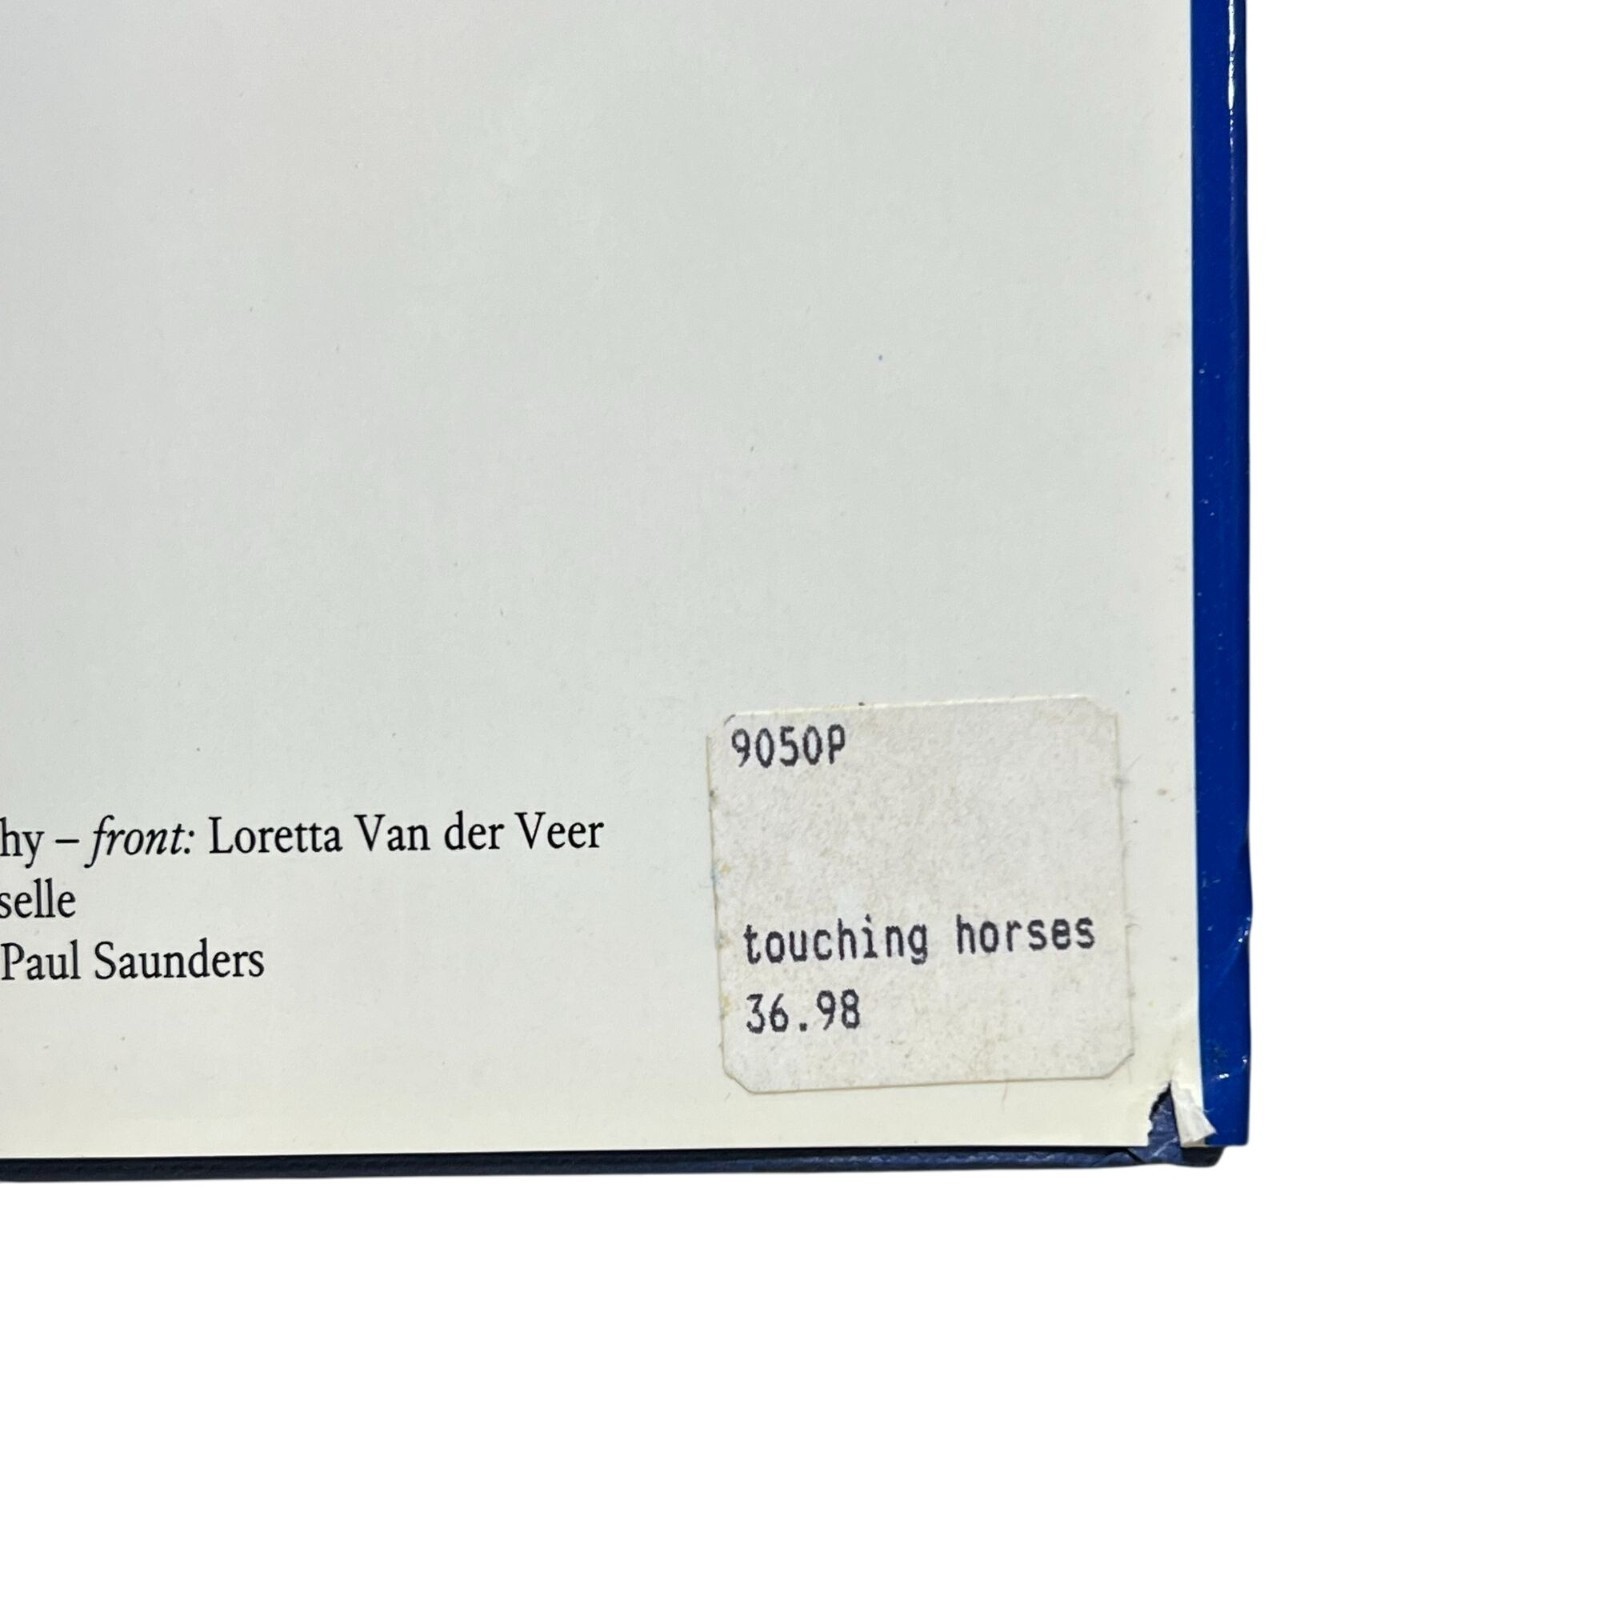 hy – front: Loretta Van der Veer
selle
Paul Saunders
9050P
touching horses
36.98